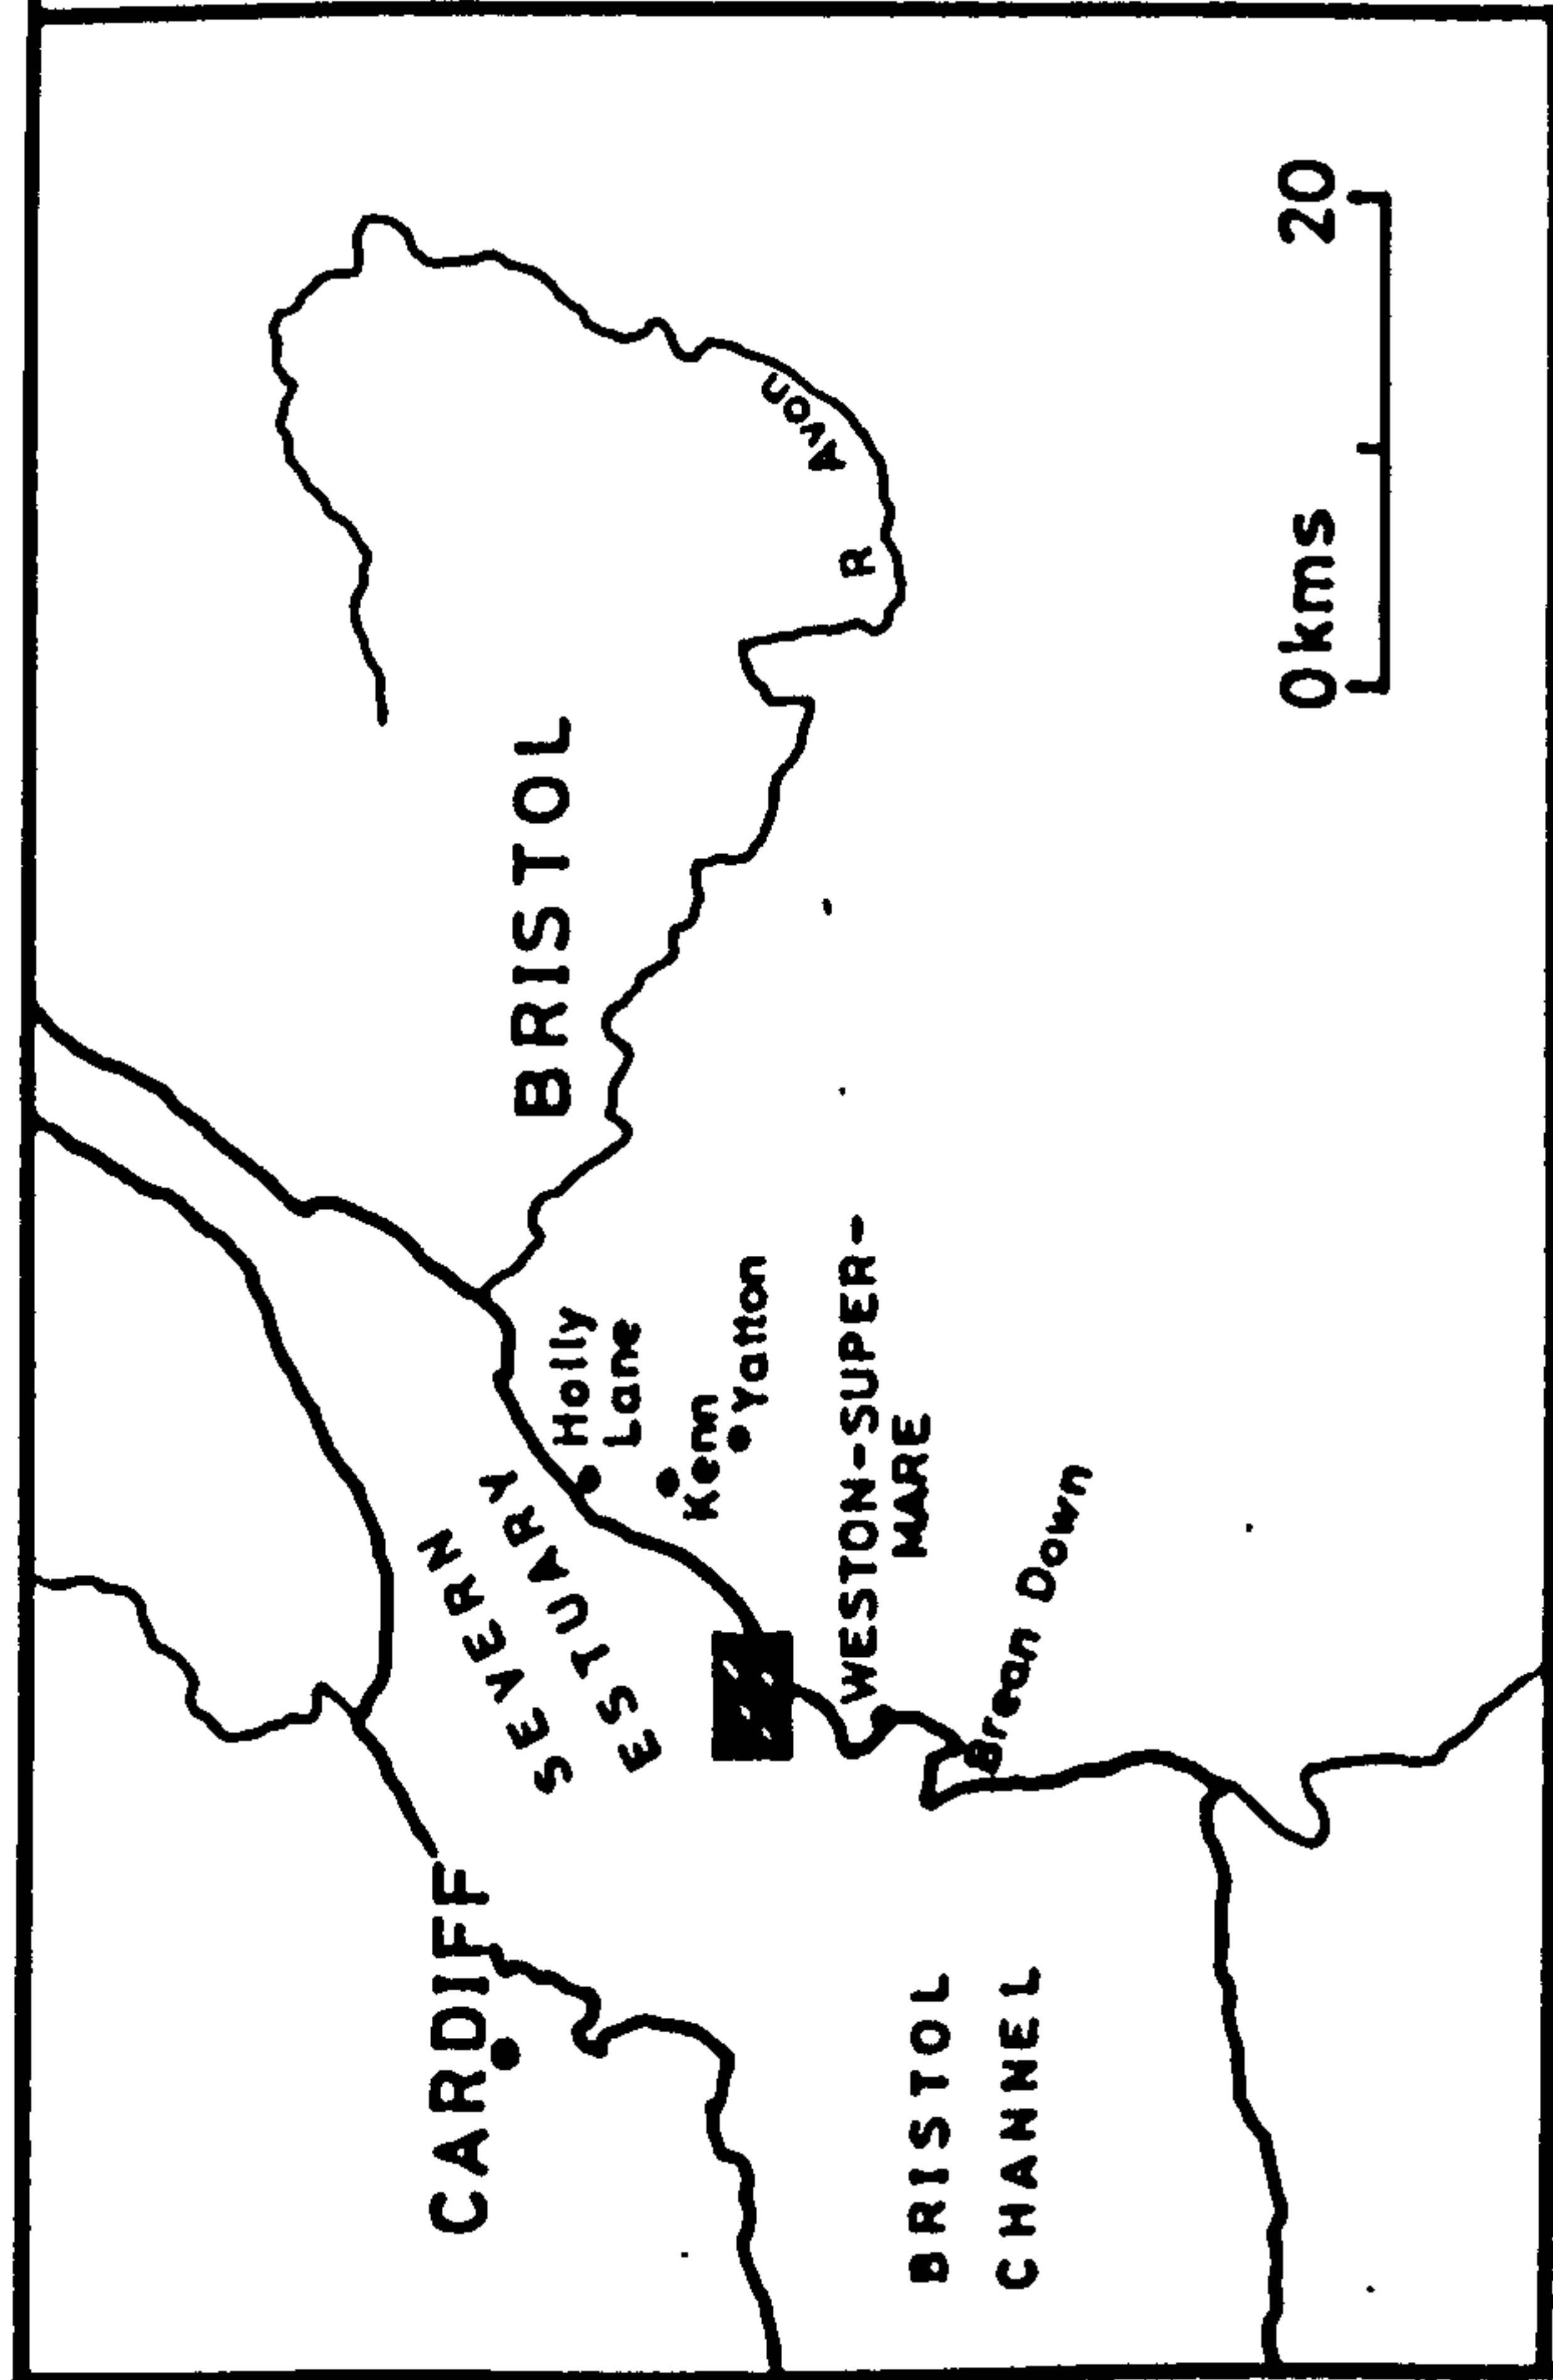 BRISTOL
R Avon
CARDIFF
SEVERN
ESTUARY
Holly
Lane
Kenn
Yatton
WESTON-SUPER-
MARE
Brean Down
BRISTOL
CHANNEL
0kms 20